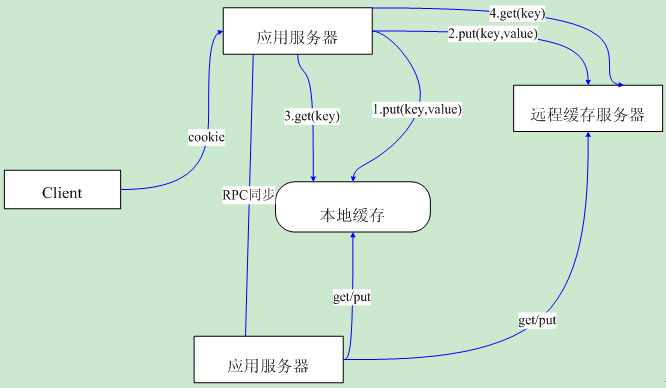 4.get(key)
应用服务器
2.put(key,value)
3.get(key)
1.put(key,value)
远程缓存服务器
cookie
Client
RPC同步
本地缓存
get/put
get/put
应用服务器